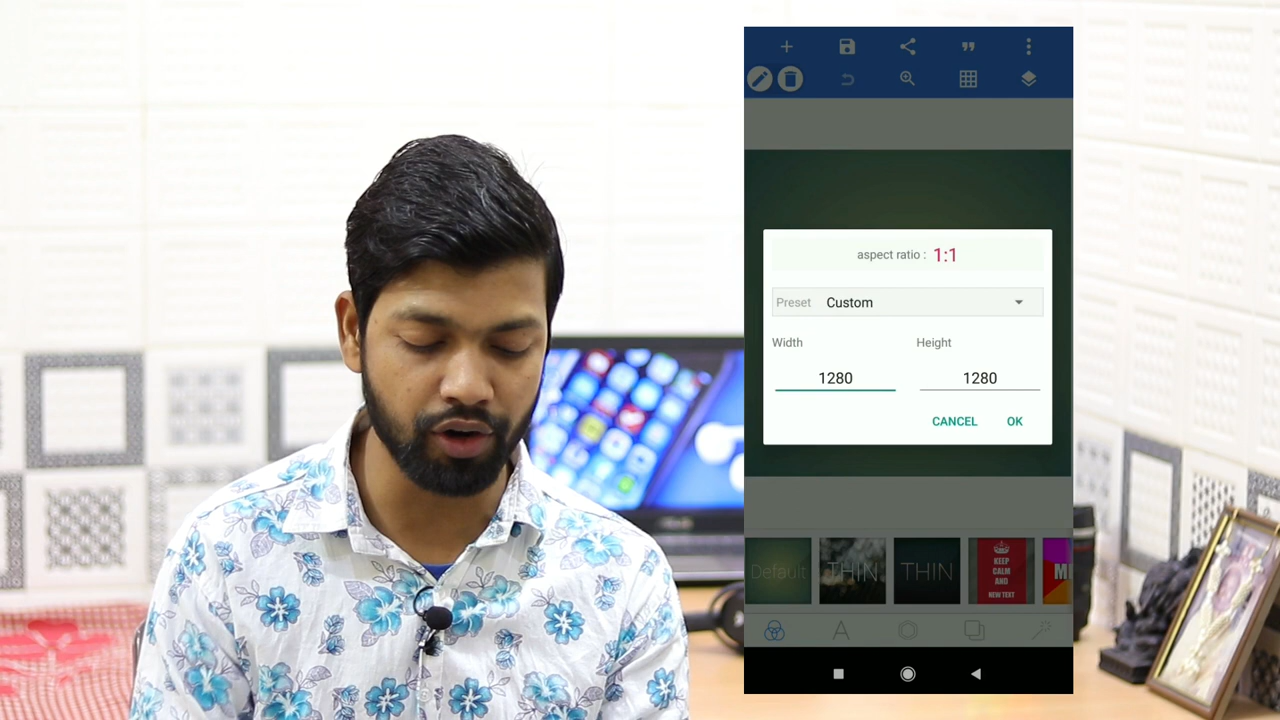 aspect ratio : 1:1
Preset Custom
Width Height
1280 1280
CANCEL OK
Default THIN THIN KEEP
CALM
AND
NEW TEXT